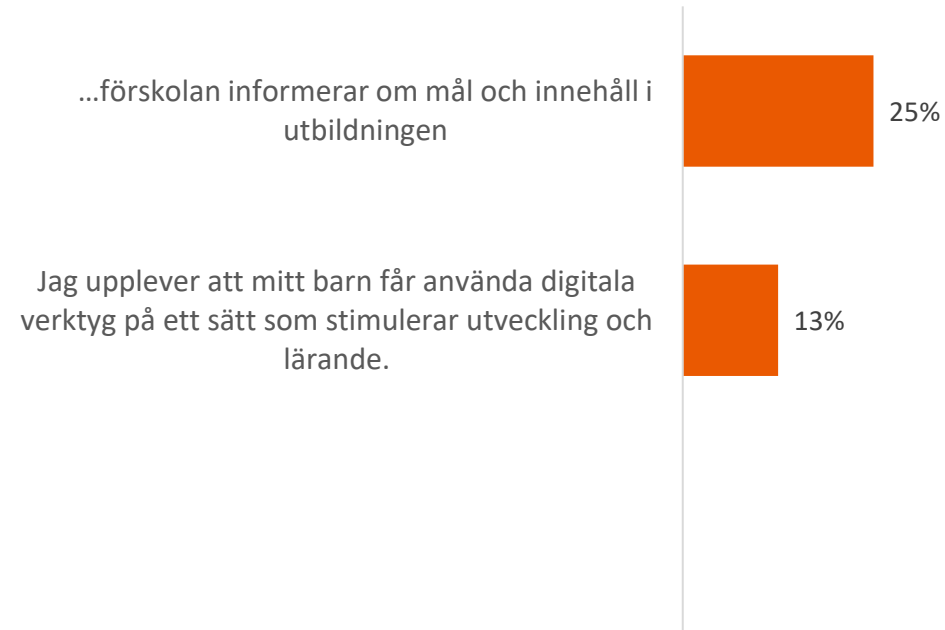 ...förskolan informerar om mål och innehåll i
utbildningen
25%
Jag upplever att mitt barn får använda digitala
verktyg på ett sätt som stimulerar utveckling och
lärande.
13%